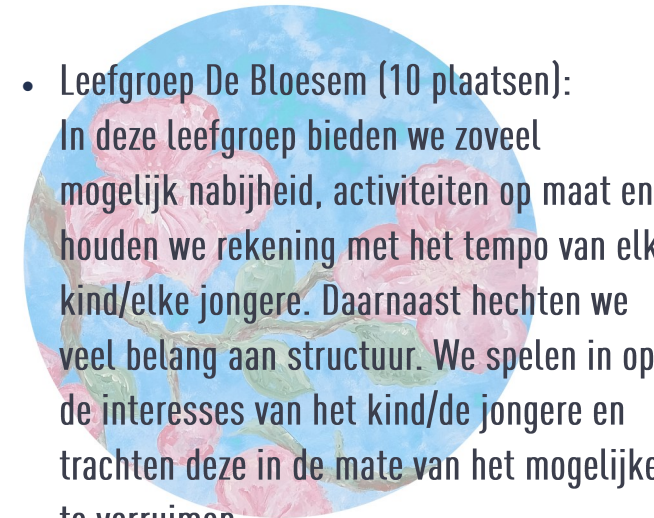 • Leefgroep De Bloesem (10 plaatsen):
In deze leefgroep bieden we zoveel
mogelijk nabijheid, activiteiten op maat en
houden we rekening met het tempo van elk
kind/elke jongere. Daarnaast hechten we
veel belang aan structuur. We spelen in op
de interesses van het kind/de jongere en
trachten deze in de mate van het mogelijke
te verruimen.